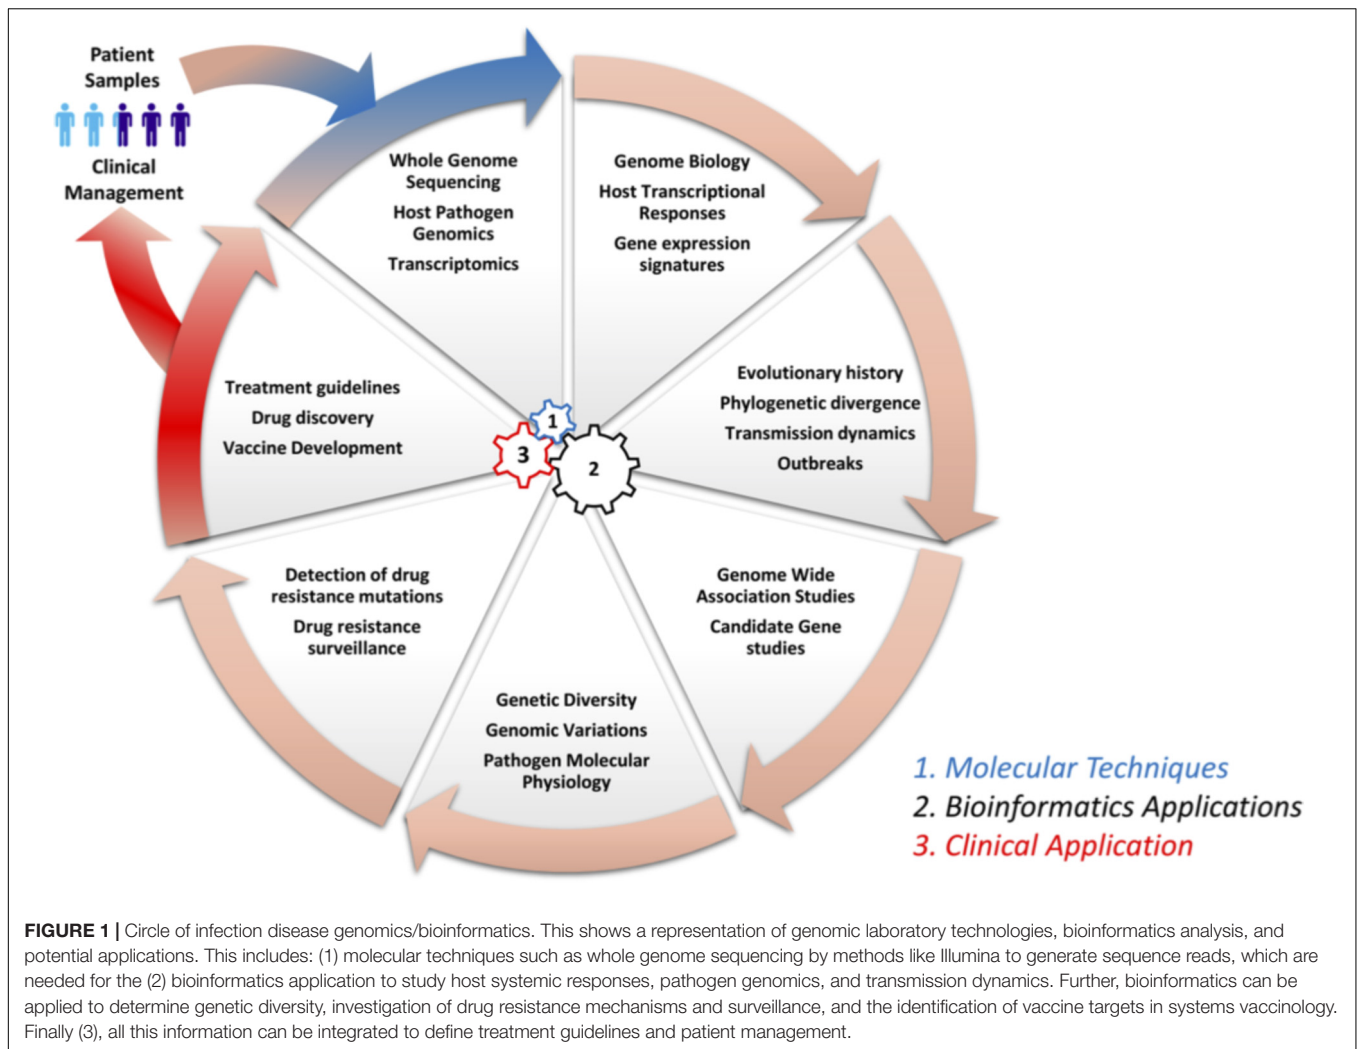 Patient
Samples
Clinical
Management
Whole Genome
Sequencing
Host Pathogen
Genomics
Transcriptomics
Genome Biology
Host Transcriptional
Responses
Gene expression
signatures
Evolutionary history
Phylogenetic divergence
Transmission dynamics
Outbreaks
Genome Wide
Association Studies
Candidate Gene
studies
Genetic Diversity
Genomic Variations
Pathogen Molecular
Physiology
Detection of drug
resistance mutations
Drug resistance
surveillance
Treatment guidelines
Drug discovery
Vaccine Development
1
2
3
1. Molecular Techniques
2. Bioinformatics Applications
3. Clinical Application
FIGURE 1 | Circle of infection disease genomics/bioinformatics. This shows a representation of genomic laboratory technologies, bioinformatics analysis, and
potential applications. This includes: (1) molecular techniques such as whole genome sequencing by methods like Illumina to generate sequence reads, which are
needed for the (2) bioinformatics application to study host systemic responses, pathogen genomics, and transmission dynamics. Further, bioinformatics can be
applied to determine genetic diversity, investigation of drug resistance mechanisms and surveillance, and the identification of vaccine targets in systems vaccinology.
Finally (3), all this information can be integrated to define treatment guidelines and patient management.